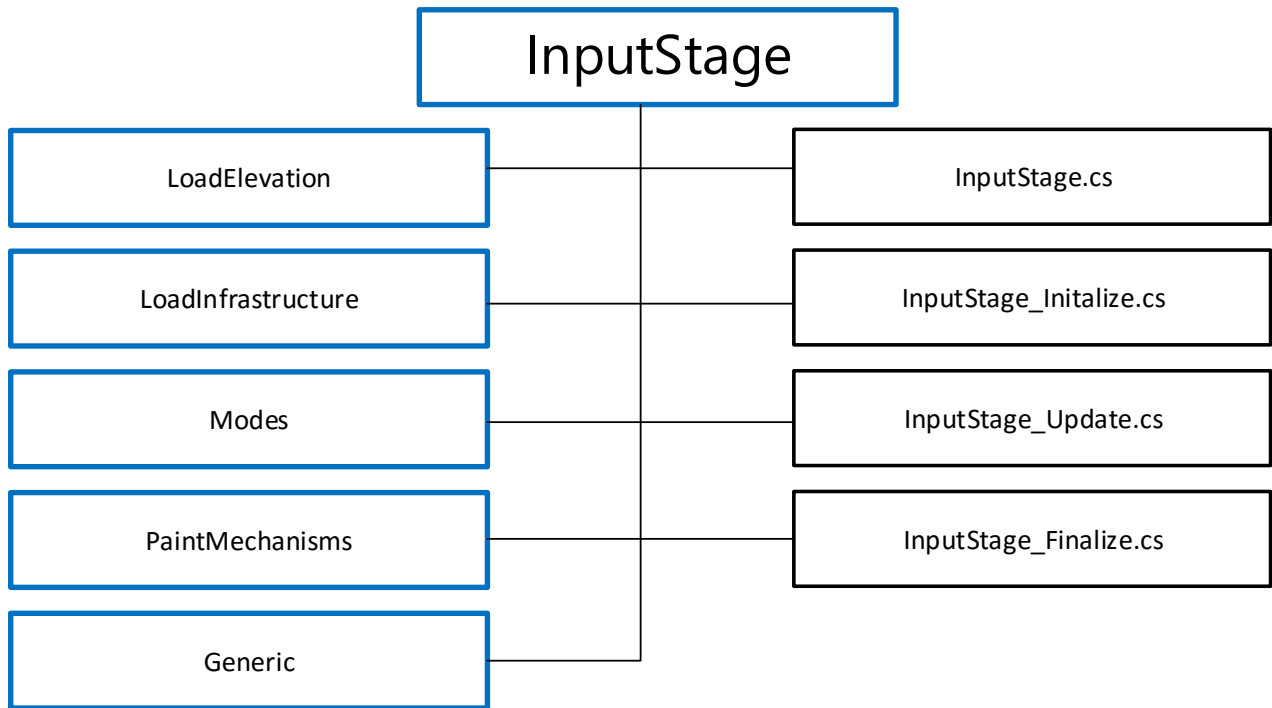 InputStage
LoadElevation
InputStage.cs
LoadInfrastructure
InputStage_Initalize.cs
Modes
InputStage_Update.cs
PaintMechanisms
InputStage_Finalize.cs
Generic